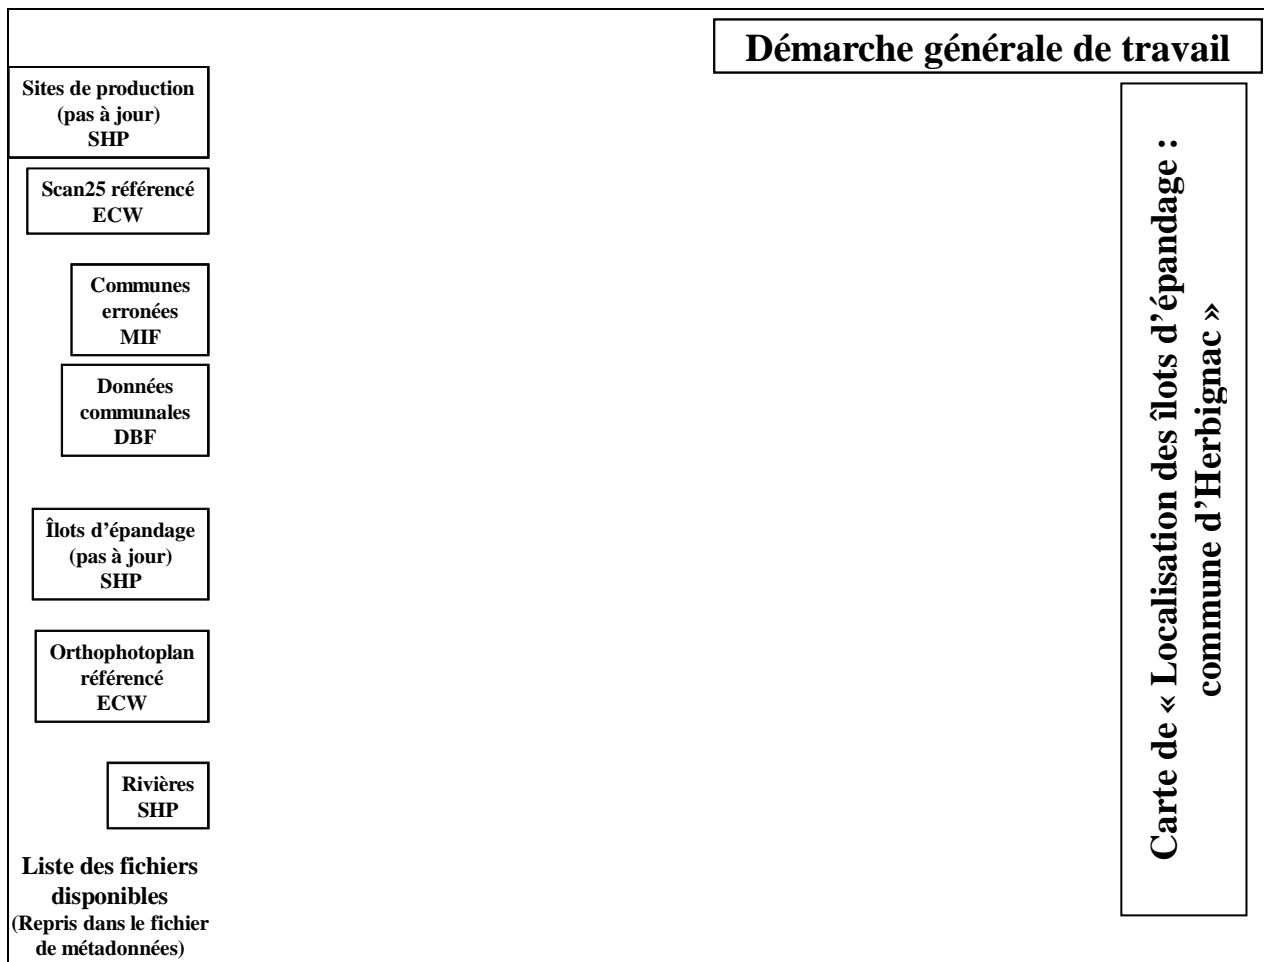 Démarche générale de travail
Sites de production
(pas à jour)
SHP
Scan25 référencé
ECW
Communes
erronées
MIF
Données
communales
DBF
Îlots d’épandage
(pas à jour)
SHP
Orthophotoplan
référencé
ECW
Rivières
SHP
Liste des fichiers
disponibles
(Repris dans le fichier
de métadonnées)
Carte de « Localisation des îlots d’épandage :
commune d’Herbignac »